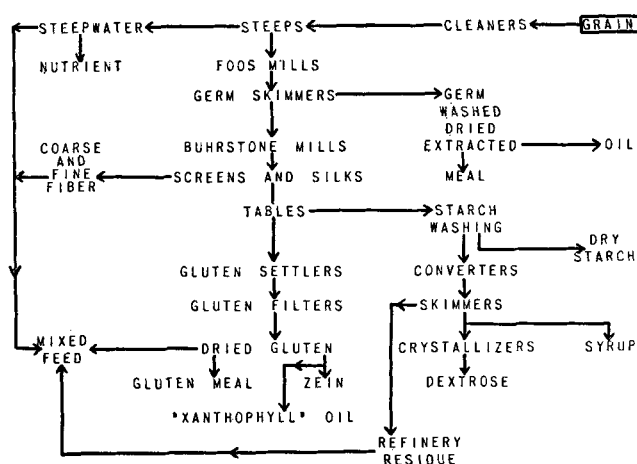 STEEPWATER STEEPS CLEANERS GRAIN
NUTRIENT FOOS MILLS
GERM SKIMMERS GERM
WASHED
DRIED
COARSE BUHRSTONE MILLS EXTRACTED OIL
AND
FINE SCREENS AND SILKS MEAL
FIBER
TABLES STARCH
WASHING
DRY
STARCH
GLUTEN SETTLERS CONVERTERS
GLUTEN FILTERS SKIMMERS
MIXED
FEED DRIED GLUTEN CRYSTALLIZERS SYRUP
GLUTEN MEAL ZEIN DEXTROSE
"XANTHOPHYLL" OIL
REFINERY
RESIDUE